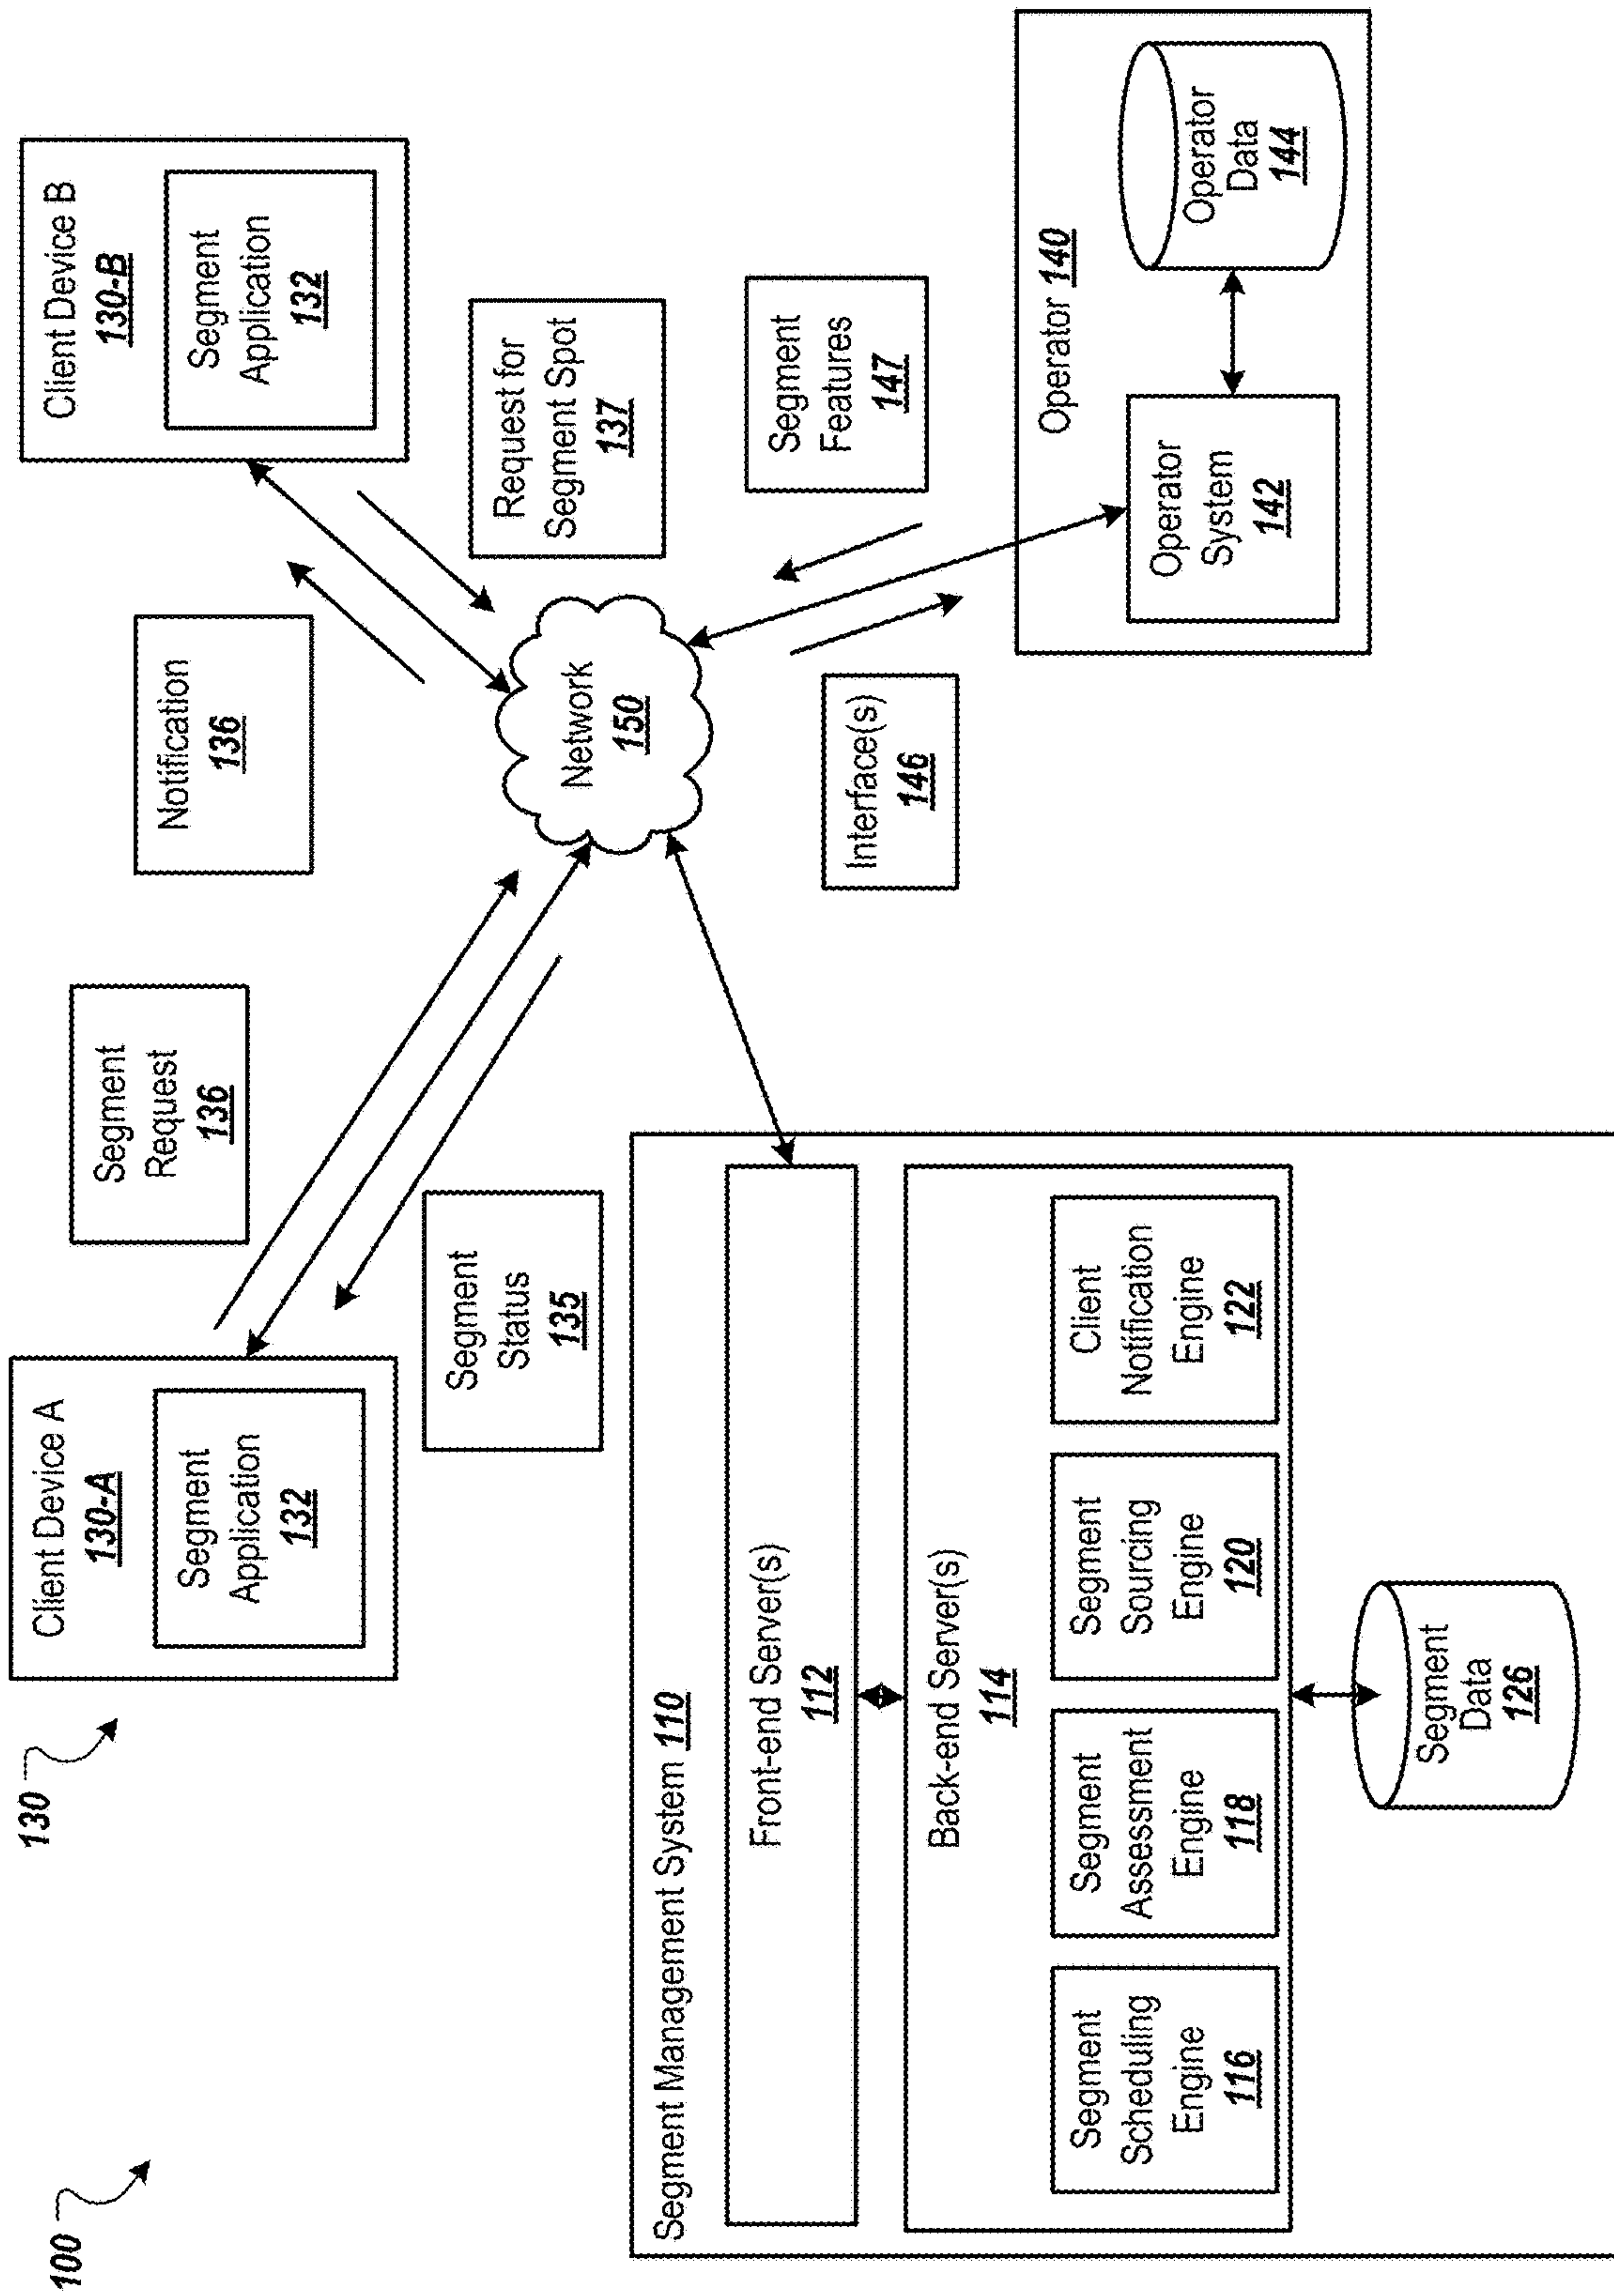 100
130
Client Device A
130-A
Segment
Application
132
Segment
Request
136
Segment
Status
135
Notification
136
Client Device B
130-B
Segment
Application
132
Request for
Segment Spot
137
Network
150
Segment
Features
147
Interface(s)
146
Operator 140
Operator
System
142
Operator
Data
144
Segment Management System 110
Front-end Server(s)
112
Back-end Server(s)
114
Segment
Scheduling
Engine
116
Segment
Assessment
Engine
118
Segment
Sourcing
Engine
120
Client
Notification
Engine
122
Segment
Data
126